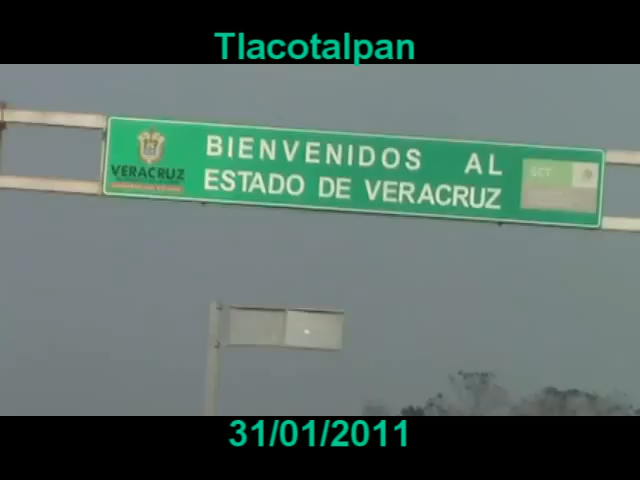 Tlacotalpan
BIENVENIDOS AL
ESTADO DE VERACRUZ
VERACRUZ
SCT
31/01/2011